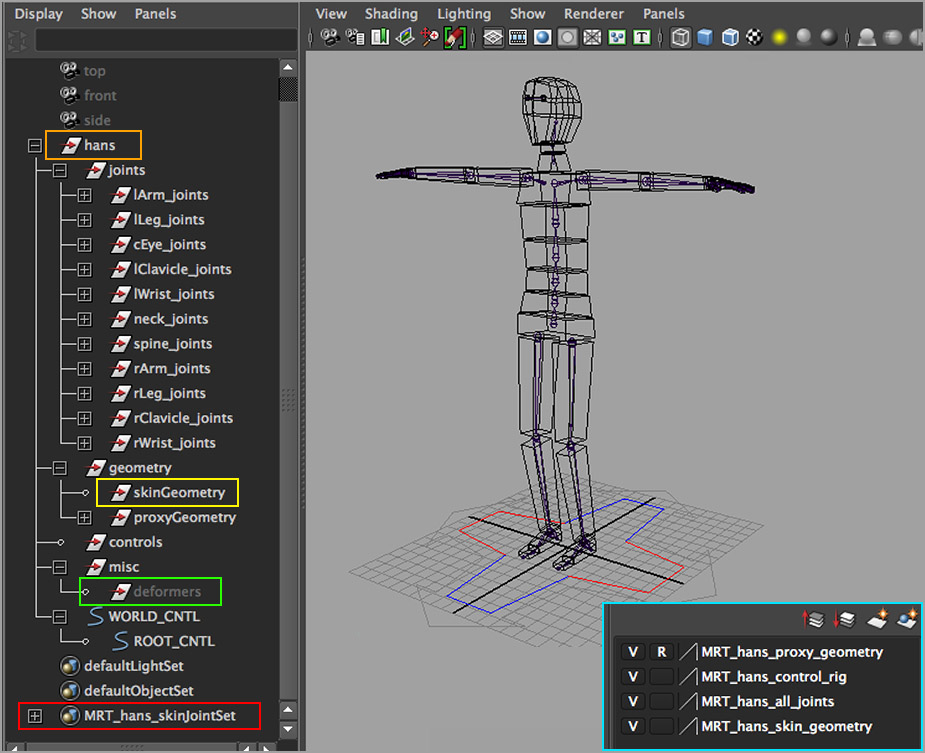 Display Show Panels
top
front
side
hans
joints
lArm_joints
lLeg_joints
cEye_joints
lClavicle_joints
lWrist_joints
neck_joints
spine_joints
rArm_joints
rLeg_joints
rClavicle_joints
rWrist_joints
geometry
skinGeometry
proxyGeometry
controls
misc
deformers
WORLD_CNTL
ROOT_CNTL
defaultLightSet
defaultObjectSet
MRT_hans_skinJointSet
View Shading Lighting Show Renderer Panels
T
V R MRT_hans_proxy_geometry
V MRT_hans_control_rig
V MRT_hans_all_joints
V MRT_hans_skin_geometry